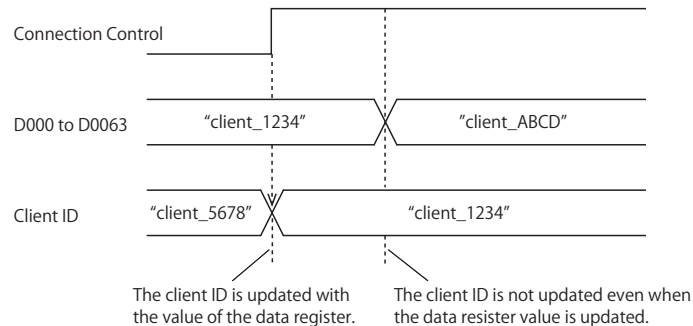 Connection Control
D000 to D0063
“client_1234”
”client_ABCD”
Client ID
“client_5678”
“client_1234”
The client ID is updated with
the value of the data register.
The client ID is not updated even when
the data resister value is updated.